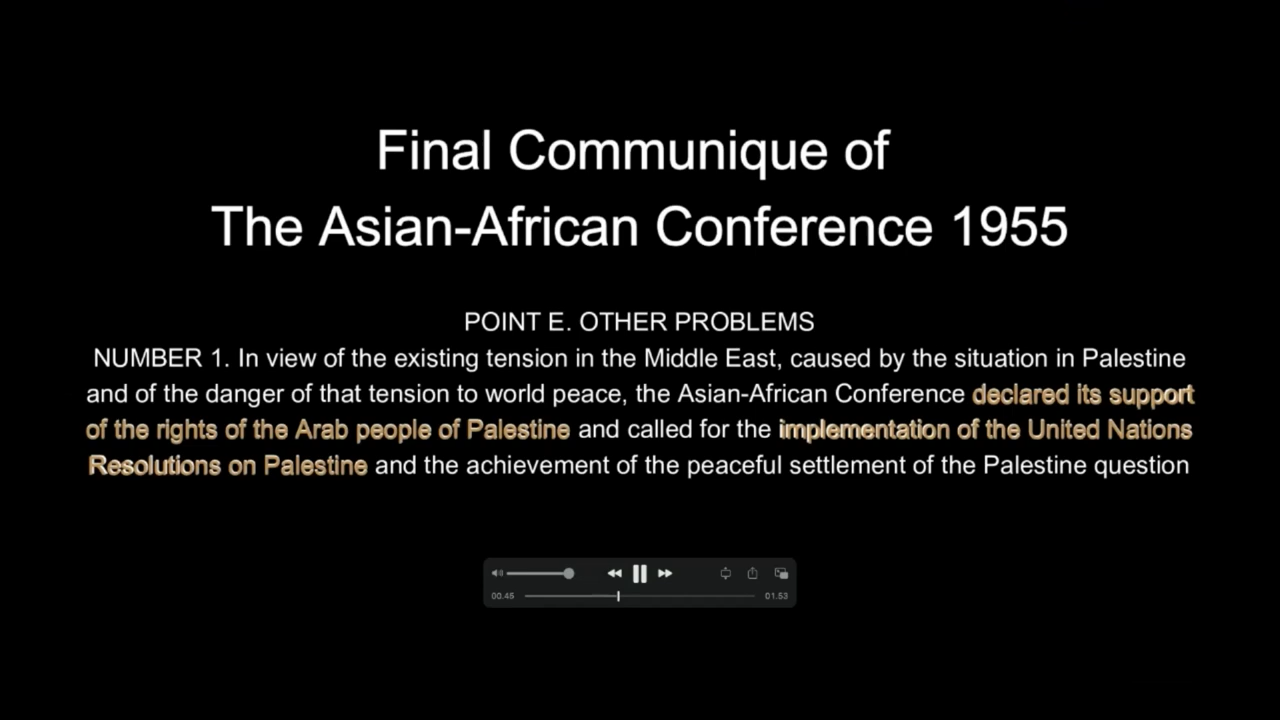 Final Communique of
The Asian-African Conference 1955
POINT E. OTHER PROBLEMS
NUMBER 1. In view of the existing tension in the Middle East, caused by the situation in Palestine
and of the danger of that tension to world peace, the Asian-African Conference declared its support
of the rights of the Arab people of Palestine and called for the implementation of the United Nations
Resolutions on Palestine and the achievement of the peaceful settlement of the Palestine question
00.45
01.53